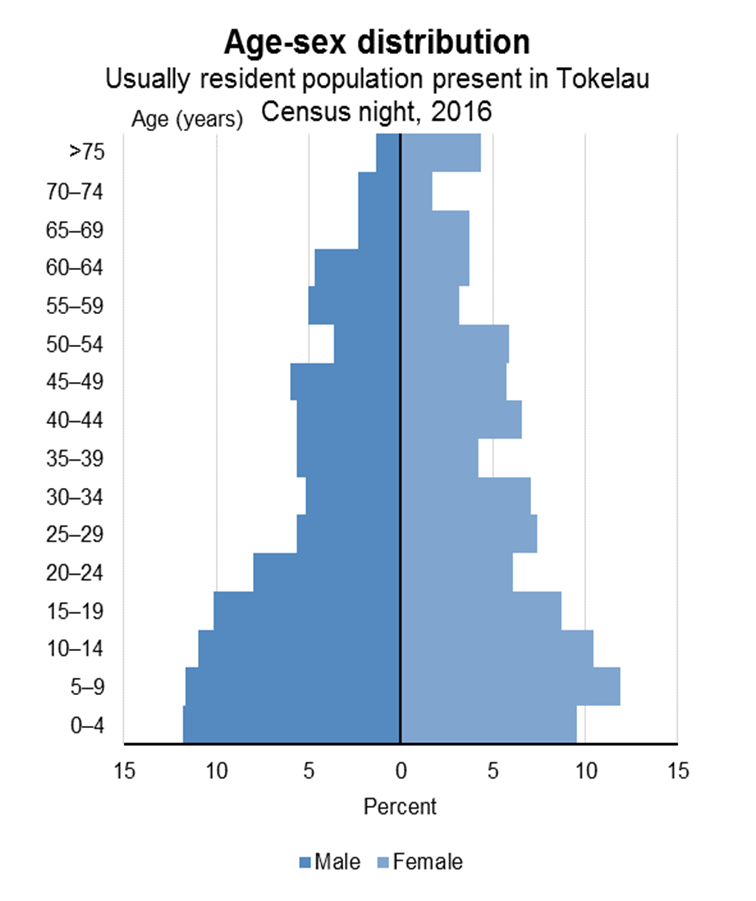 Age-sex distribution
Usually resident population present in Tokelau
Census night, 2016
Age (years)
>75
70–74
65–69
60–64
55–59
50–54
45–49
40–44
35–39
30–34
25–29
20–24
15–19
10–14
5–9
0–4
15 10 5 0 5 10 15
Percent
Male Female